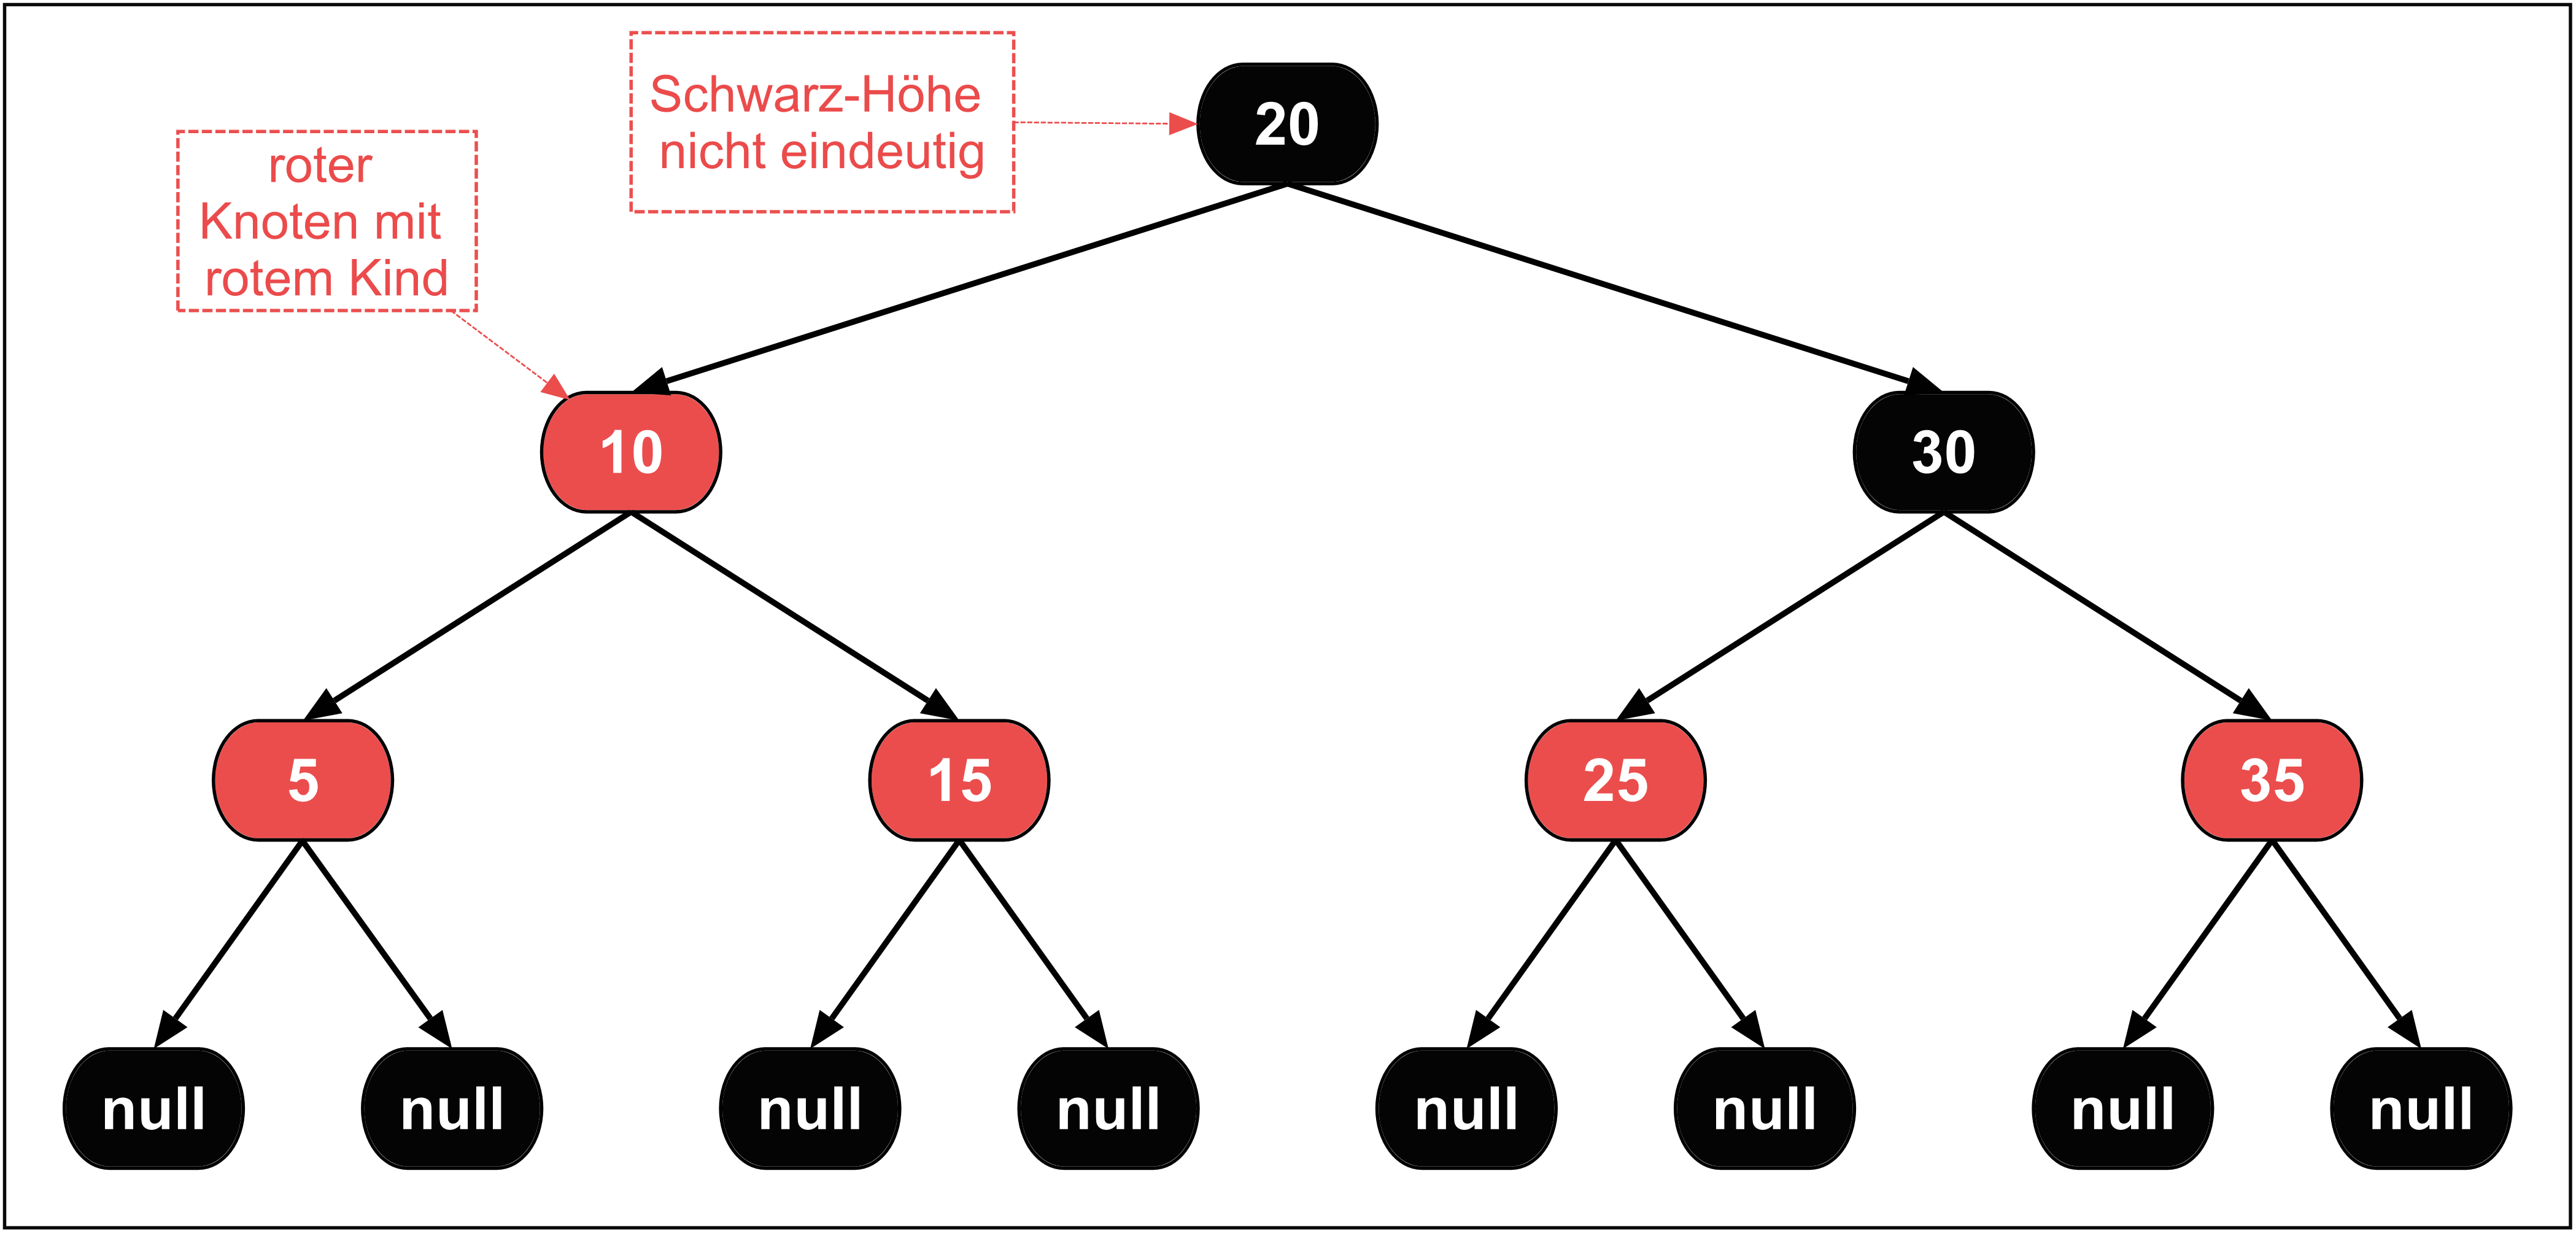 Schwarz-Höhe
nicht eindeutig
20
roter
Knoten mit
rotem Kind
10
30
5
15
25
35
null
null
null
null
null
null
null
null